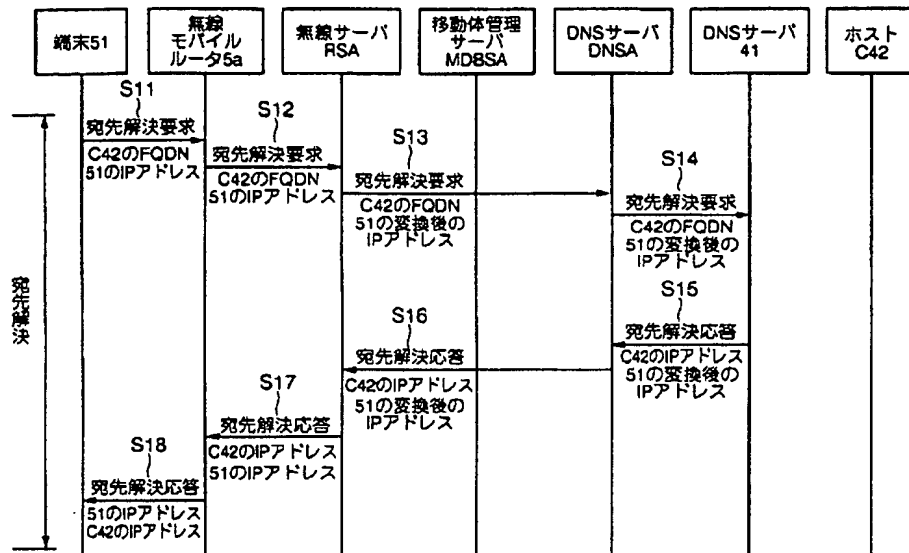 端末51
無線
モバイル
ルータ5a
無線サーバ
RSA
移動体管理
サーバ
MDBSA
DNSサーバ
DNSA
DNSサーバ
41
ホスト
C42
S11
宛先解決要求
C42のFQDN
51のIPアドレス
S12
宛先解決要求
C42のFQDN
51のIPアドレス
S13
宛先解決要求
C42のFQDN
51の変換後の
IPアドレス
S14
宛先解決要求
C42のFQDN
51の変換後の
IPアドレス
宛先解決
S15
宛先解決応答
C42のIPアドレス
51の変換後の
IPアドレス
S16
宛先解決応答
C42のIPアドレス
51の変換後の
IPアドレス
S17
宛先解決応答
C42のIPアドレス
51のIPアドレス
S18
宛先解決応答
51のIPアドレス
C42のIPアドレス